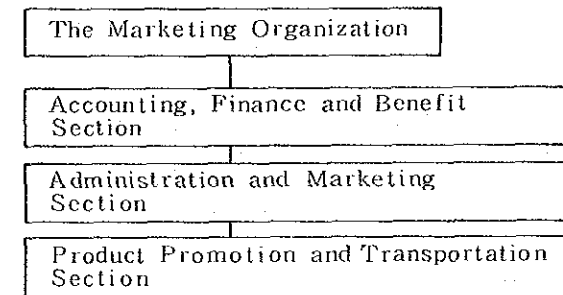 The Marketing Organization
Accounting, Finance and Benefit
Section
Administration and Marketing
Section
Product Promotion and Transportation
Section